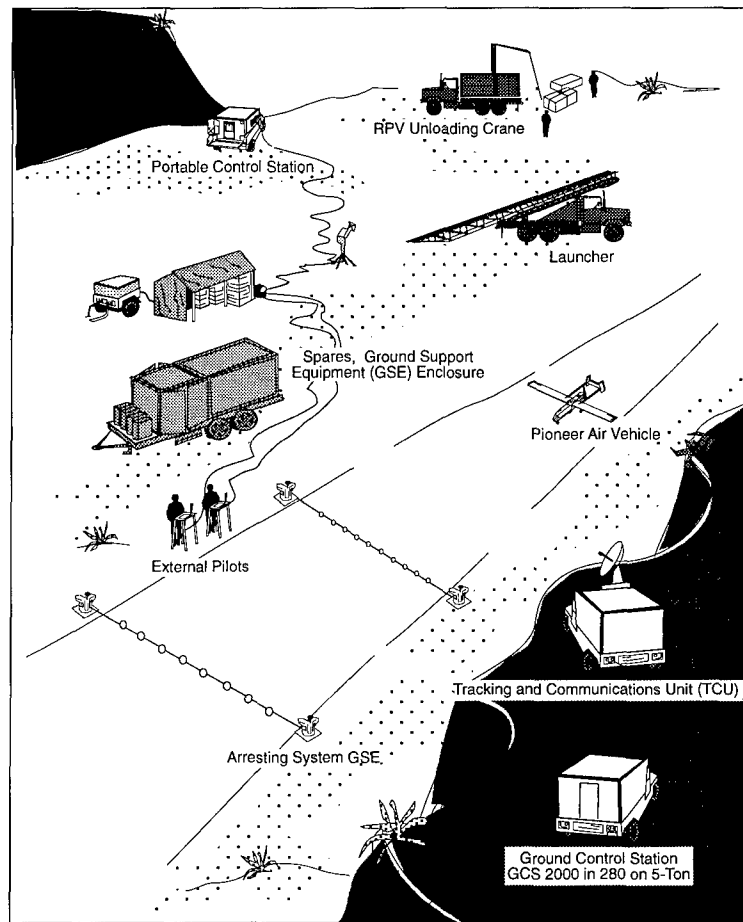 RPV Unloading Crane
Portable Control Station
Launcher
Spares, Ground Support
Equipment (GSE) Enclosure
Pioneer Air Vehicle
External Pilots
Tracking and Communications Unit (TCU)
Arresting System GSE
Ground Control Station
GCS 2000 in 280 on 5-Ton